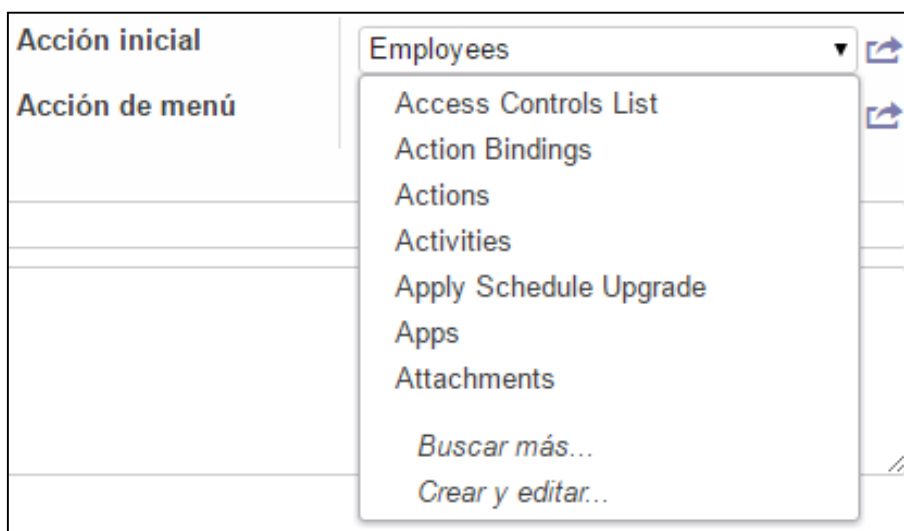 Acción inicial
Employees
Acción de menú
Access Controls List
Action Bindings
Actions
Activities
Apply Schedule Upgrade
Apps
Attachments
Buscar más...
Crear y editar...